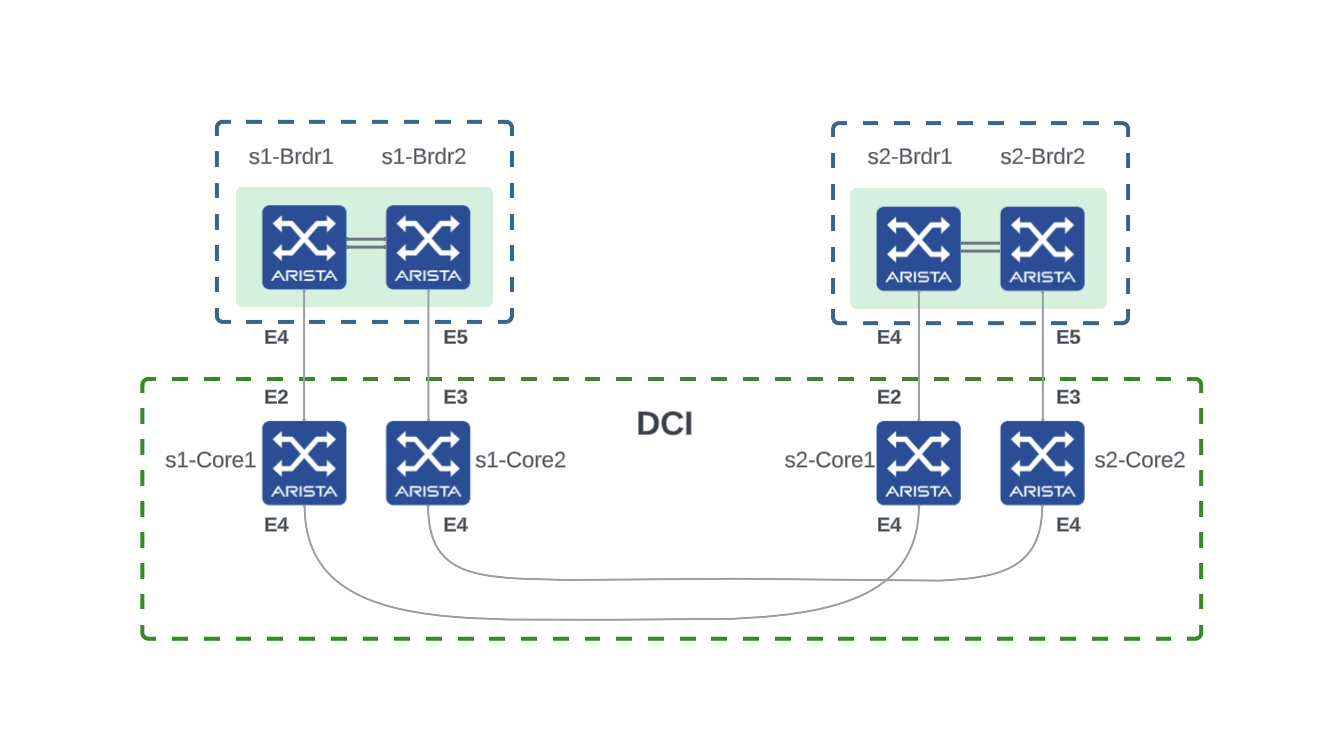 s1-Brdr1 s1-Brdr2 s2-Brdr1 s2-Brdr2
ARISTA ARISTA ARISTA ARISTA
E4 E5 E4 E5
E2 E3 E2 E3
DCI
s1-Core1 s1-Core2 s2-Core1 s2-Core2
ARISTA ARISTA ARISTA ARISTA
E4 E4 E4 E4